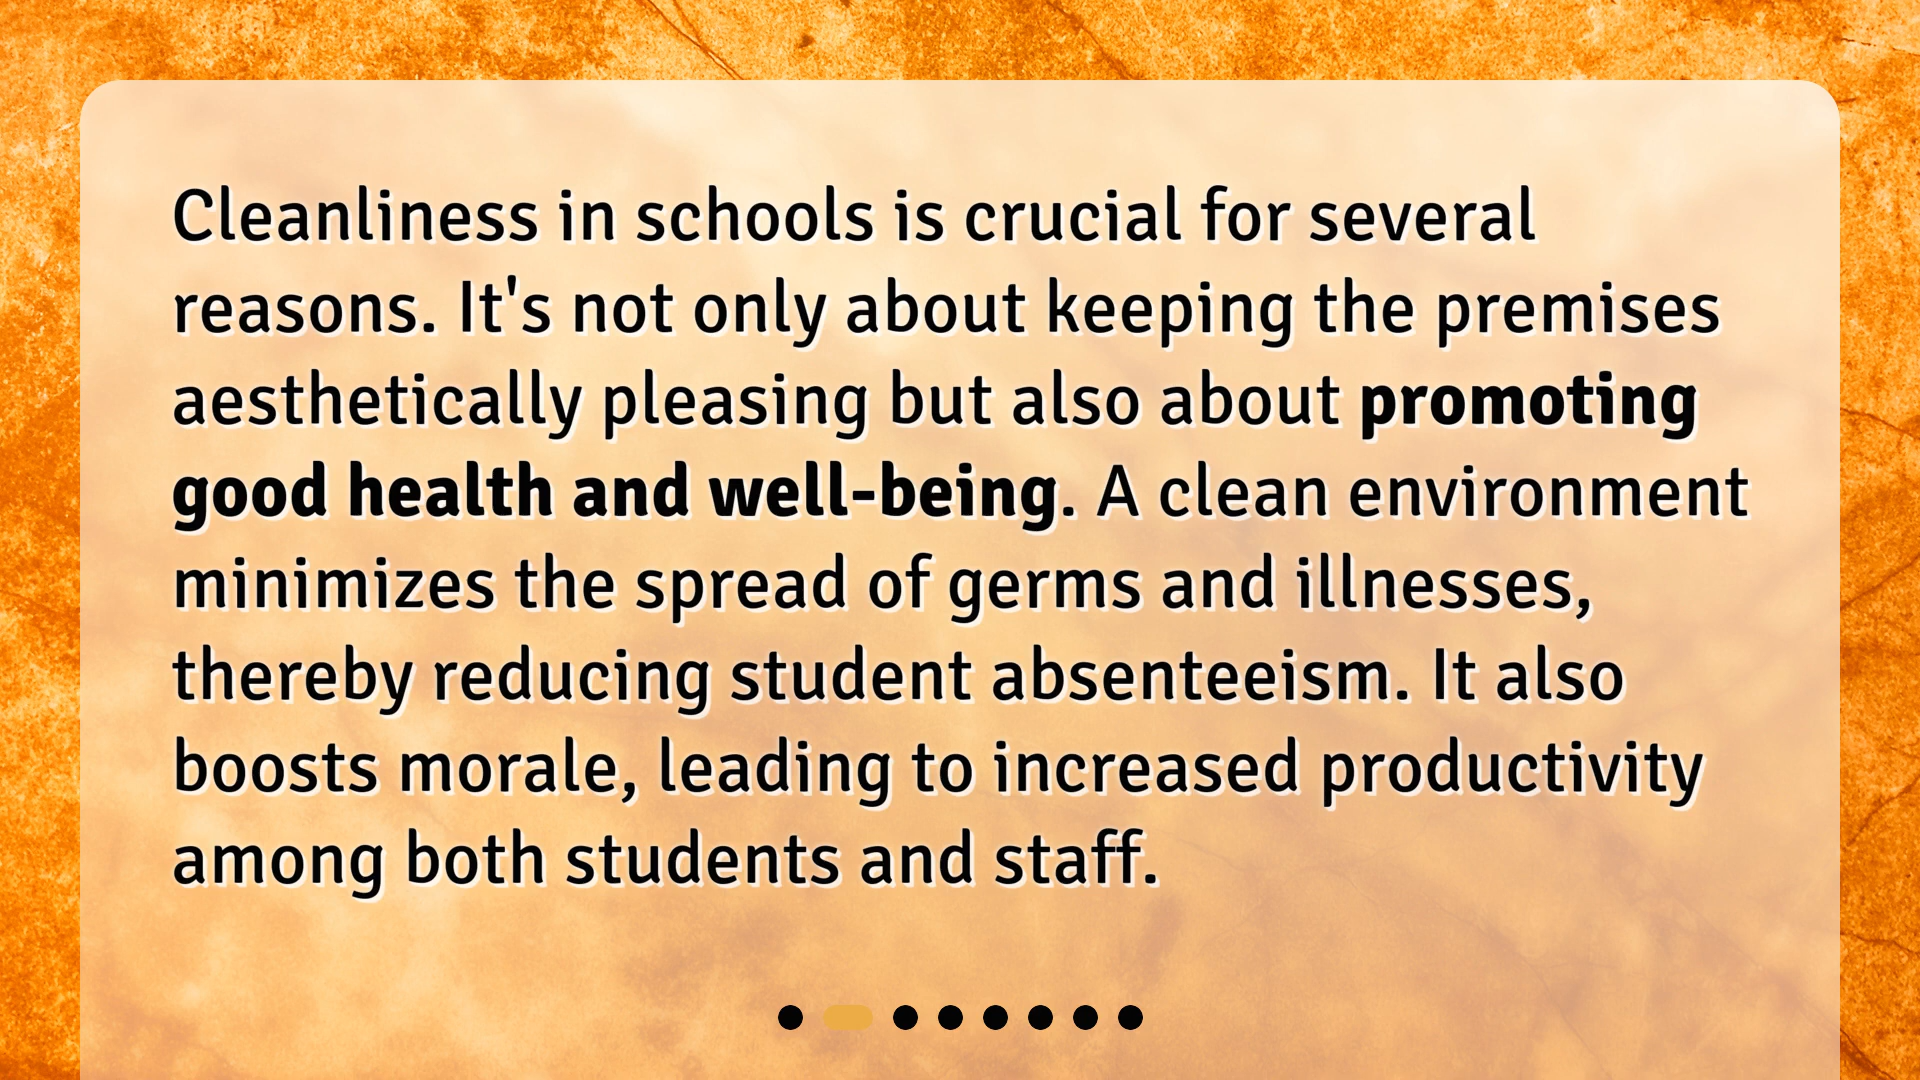 Cleanliness in schools is crucial for several
reasons. It's not only about keeping the premises
aesthetically pleasing but also about promoting
good health and well-being. A clean environment
minimizes the spread of germs and illnesses,
thereby reducing student absenteeism. It also
boosts morale, leading to increased productivity
among both students and staff.